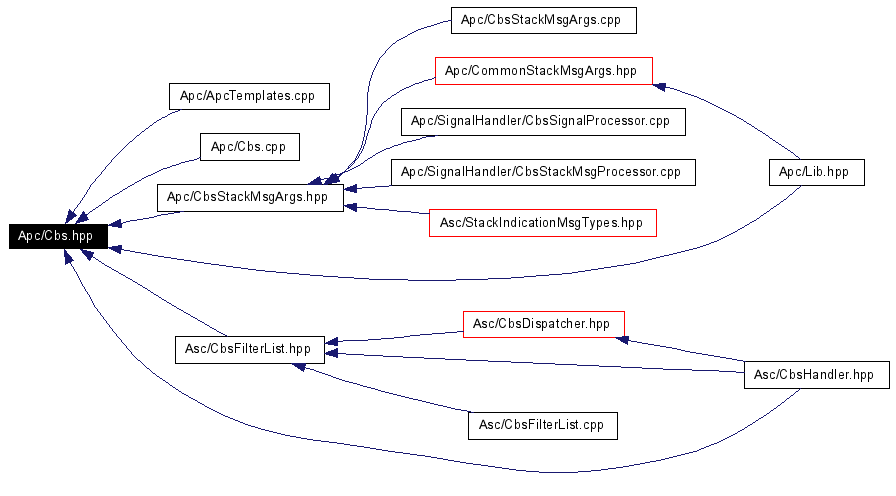 Apc/CbsStackMsgArgs.cpp
Apc/CommonStackMsgArgs.hpp
Apc/ApcTemplates.cpp
Apc/SignalHandler/CbsSignalProcessor.cpp
Apc/Cbs.cpp
Apc/SignalHandler/CbsStackMsgProcessor.cpp
Apc/Lib.hpp
Apc/CbsStackMsgArgs.hpp
Asc/StackIndicationMsgTypes.hpp
Apc/Cbs.hpp
Asc/CbsDispatcher.hpp
Asc/CbsFilterList.hpp
Asc/CbsHandler.hpp
Asc/CbsFilterList.cpp